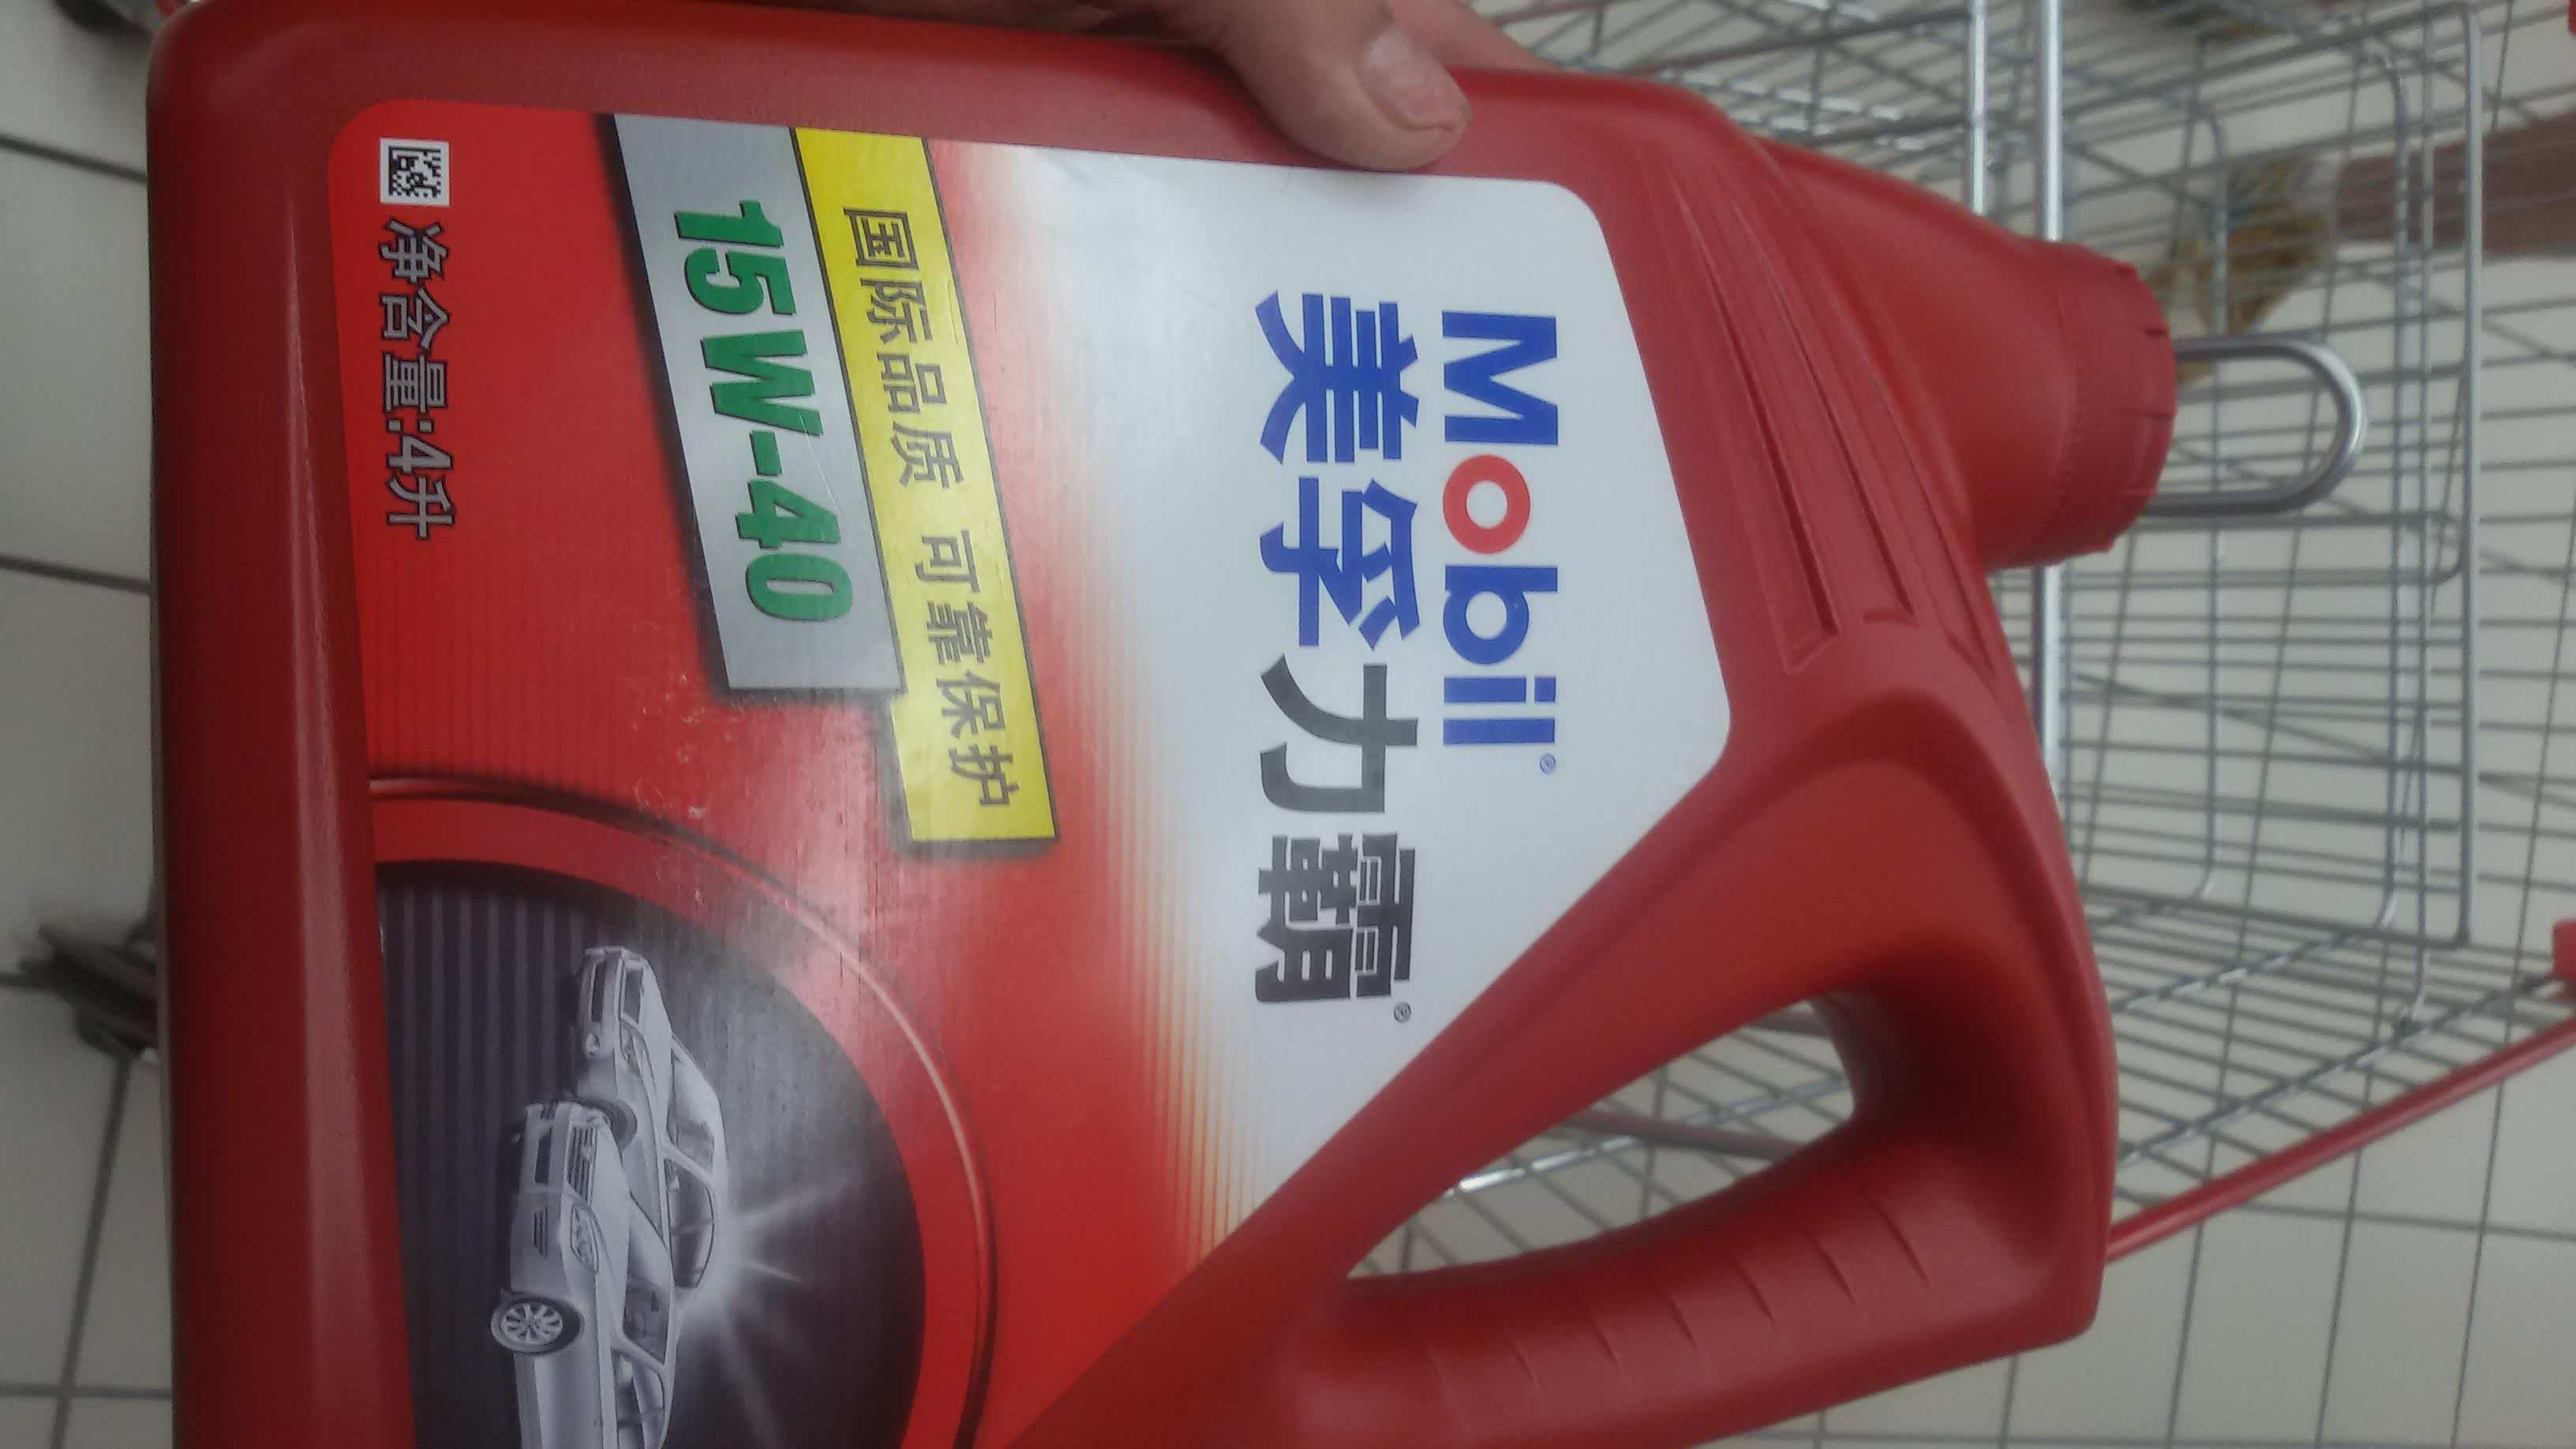 Mobil®
美孚力霸®
国际品质 可靠保护
15W-40
净含量:4升